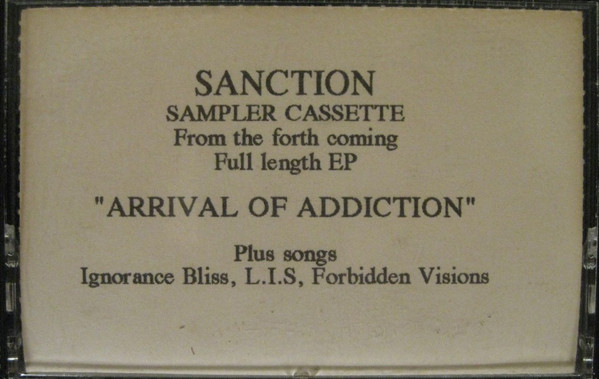 SANCTION
SAMPLER CASSETTE
From the forth coming
Full length EP
"ARRIVAL OF ADDICTION"
Plus songs
Ignorance Bliss, L.I.S, Forbidden Visions